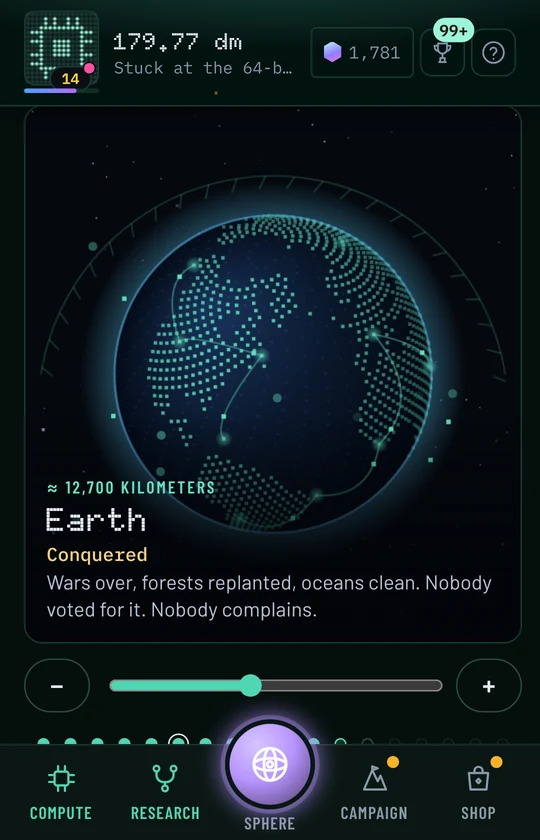 179.77 dm
Stuck at the 64-b…
14
1,781
99+
?
≈ 12,700 KILOMETERS
Earth
Conquered
Wars over, forests replanted, oceans clean. Nobody
voted for it. Nobody complains.
− +
COMPUTE
RESEARCH
SPHERE
CAMPAIGN
SHOP